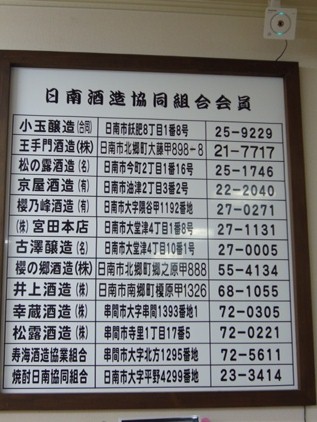 日南酒造協同組合会員
小玉醸造(合同) 日南市飫肥8丁目1番8号 25-9229
王手門酒造(株) 日南市北郷町大藤甲898-8 21-7717
松の露酒造(名) 日南市今町2丁目1番16号 25-1746
京屋酒造(有) 日南市油津2丁目3番2号 22-2040
櫻乃峰酒造(有) 日南市大字隈谷甲1192番地 27-0271
(株)宮田本店 日南市大堂津4丁目8番1号 27-1131
古澤醸造(名) 日南市大堂津4丁目10番1号 27-0005
櫻の郷酒造(株) 日南市北郷町郷之原甲888 55-4134
井上酒造(株) 日南市南郷町榎原甲1326 68-1055
幸蔵酒造(株) 串間市大字串間1393番地1 72-0305
松露酒造(株) 串間市寺里1丁目17番5 72-0221
寿海酒造協業組合 串間市大字北方1295番地 72-5611
焼酎日南協同組合 日南市大字平野4299番地 23-3414